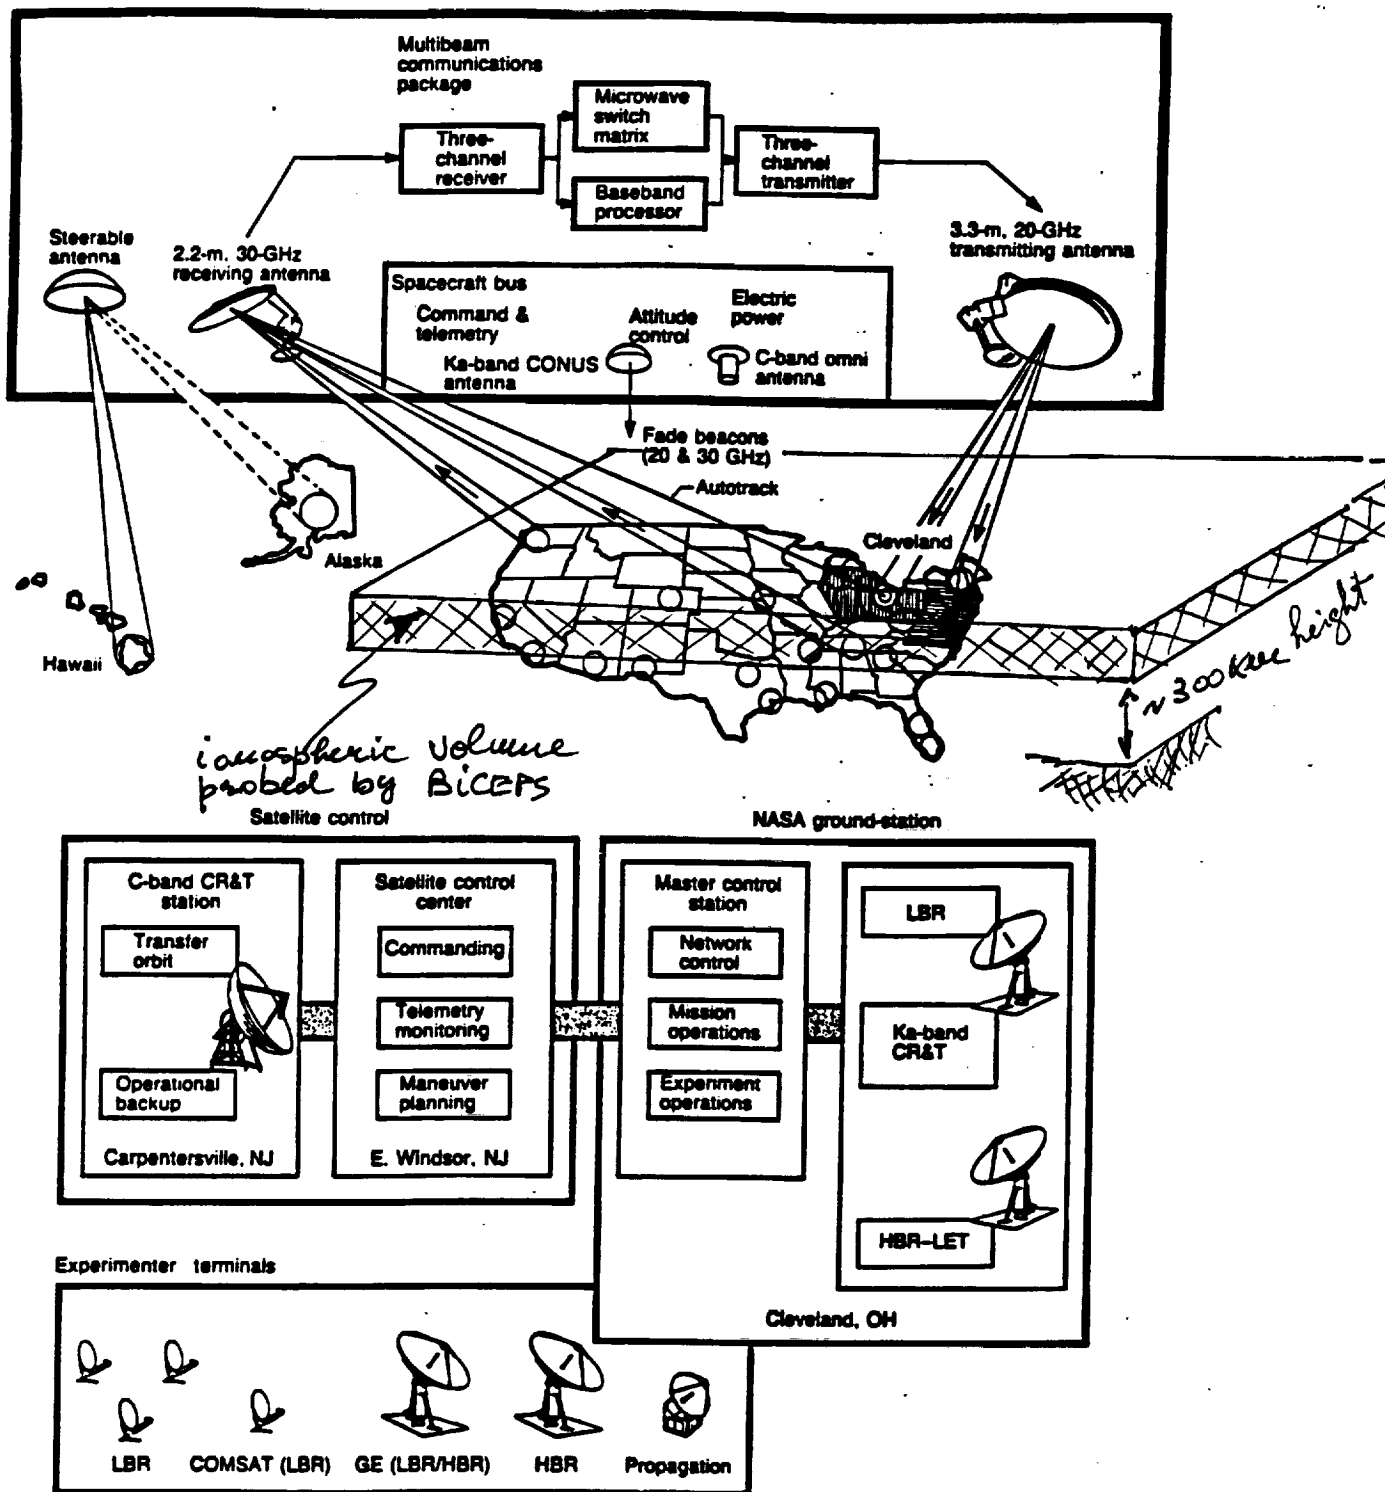 Multibeam
communications
package
Microwave
switch
matrix
Three-
channel
receiver
Three-
channel
transmitter
Baseband
processor
Steerable
antenna
2.2-m, 30-GHz
receiving antenna
3.3-m, 20-GHz
transmitting antenna
Spacecraft bus
Command &
telemetry
Attitude
control
Electric
power
Ka-band CONUS
antenna
C-band omni
antenna
Fade beacons
(20 & 30 GHz)
Autotrack
Cleveland
Alaska
Hawaii
~300 km height
ionospheric volume
probed by BiCEPS
Satellite control
NASA ground-station
C-band CR&T
station
Transfer
orbit
Operational
backup
Carpentersville, NJ
Satellite control
center
Commanding
Telemetry
monitoring
Maneuver
planning
E. Windsor, NJ
Master control
station
Network
control
Mission
operations
Experiment
operations
LBR
Ka-band
CR&T
HBR-LET
Cleveland, OH
Experimenter terminals
LBR
COMSAT (LBR)
GE (LBR/HBR)
HBR
Propagation